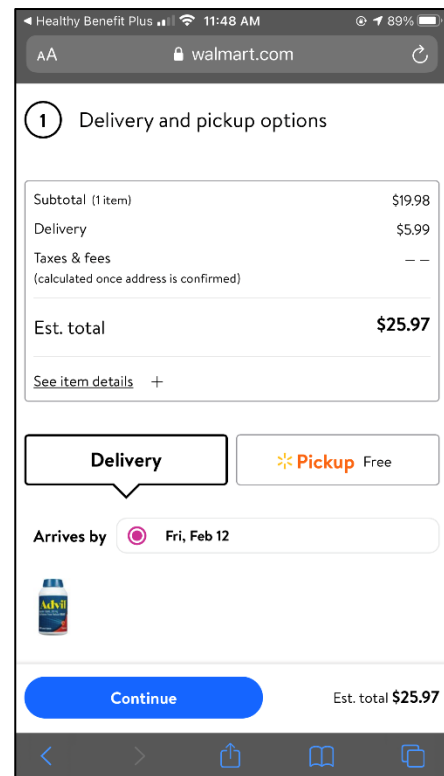 ◀ Healthy Benefit Plus 11:48 AM 89%
AA walmart.com
1 Delivery and pickup options
Subtotal (1 item) $19.98
Delivery $5.99
Taxes & fees – –
(calculated once address is confirmed)
Est. total $25.97
See item details +
Delivery Pickup Free
Arrives by Fri, Feb 12
Advil
Continue Est. total $25.97